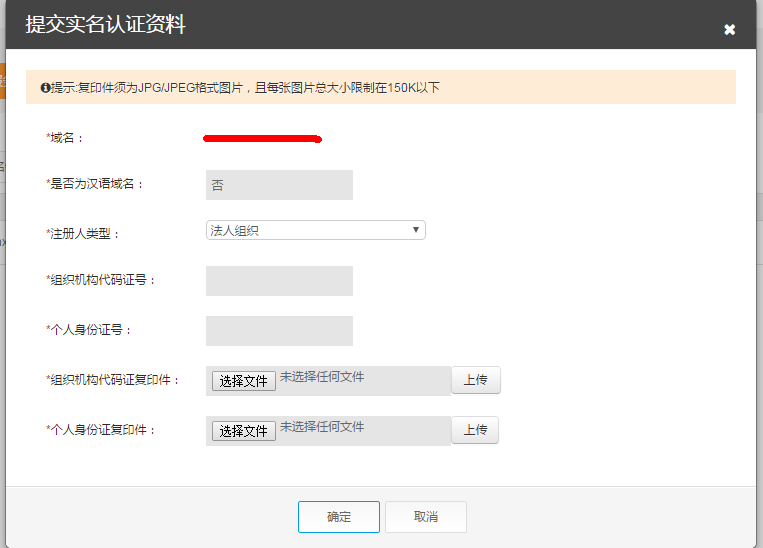 提交实名认证资料
提示:复印件须为JPG/JPEG格式图片，且每张图片总大小限制在150K以下
*域名：
*是否为汉语域名： 否
*注册人类型： 法人组织
*组织机构代码证号：
*个人身份证号：
*组织机构代码证复印件： 选择文件 未选择任何文件 上传
*个人身份证复印件： 选择文件 未选择任何文件 上传
确定 取消